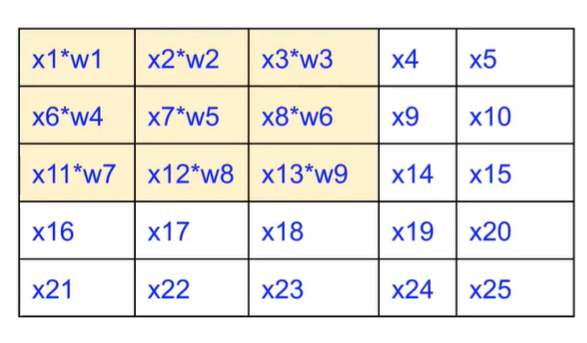 x1*w1 x2*w2 x3*w3 x4 x5
x6*w4 x7*w5 x8*w6 x9 x10
x11*w7 x12*w8 x13*w9 x14 x15
x16 x17 x18 x19 x20
x21 x22 x23 x24 x25